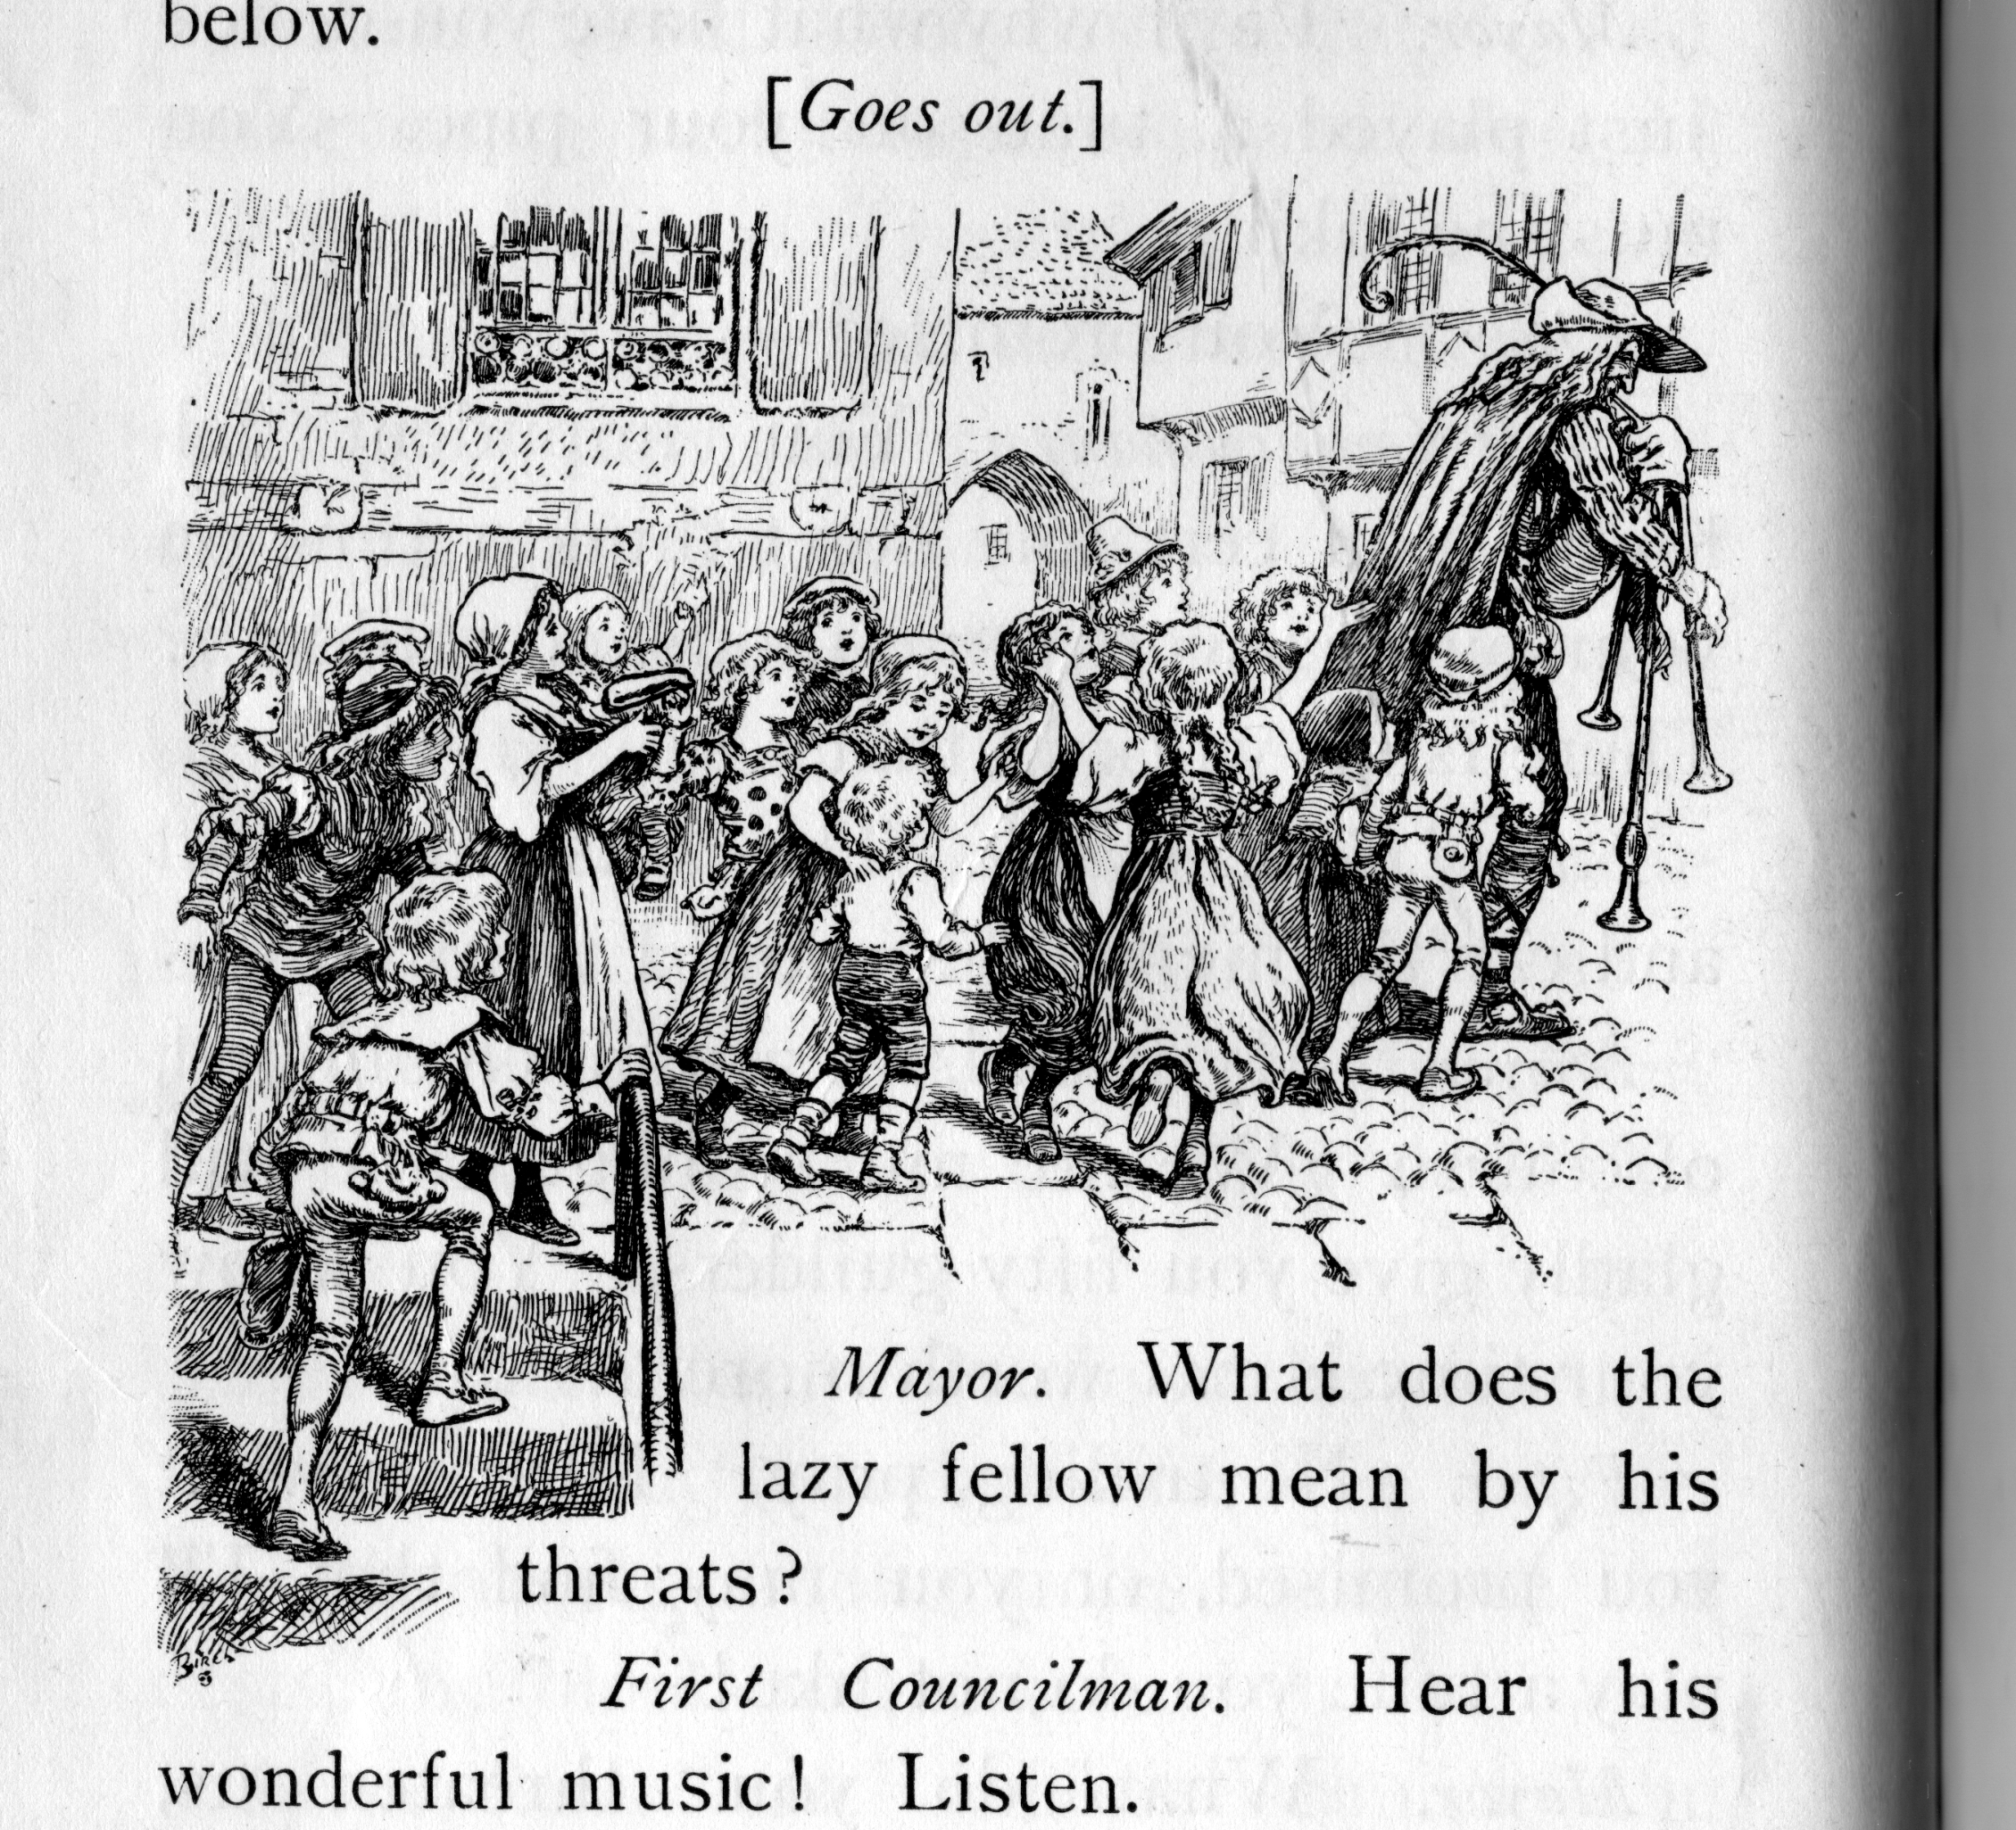 below.
[Goes out.]
Mayor. What does the
lazy fellow mean by his
threats?
Birch
First Councilman. Hear his
wonderful music! Listen.